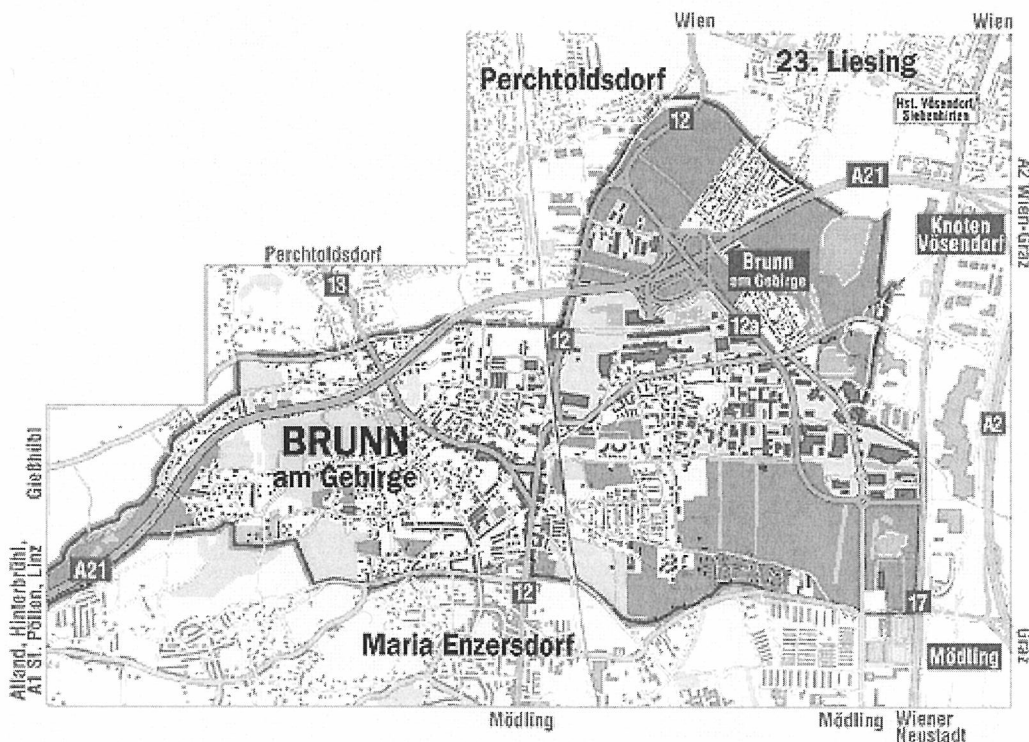 Wien
Wien
Perchtoldsdorf
23. Liesing
Hst. Vösendorf
Siebenhirten
12
A21
A2 Wien-Graz
Knoten
Vösendorf
Perchtoldsdorf
13
Brunn
am Gebirge
12
12a
A2
BRUNN
am Gebirge
Gießhübl
A21
Alland, Hinterbrühl,
A1 St. Pölten, Linz
12
17
Maria Enzersdorf
Mödling
Graz
Mödling
Mödling
Wiener
Neustadt